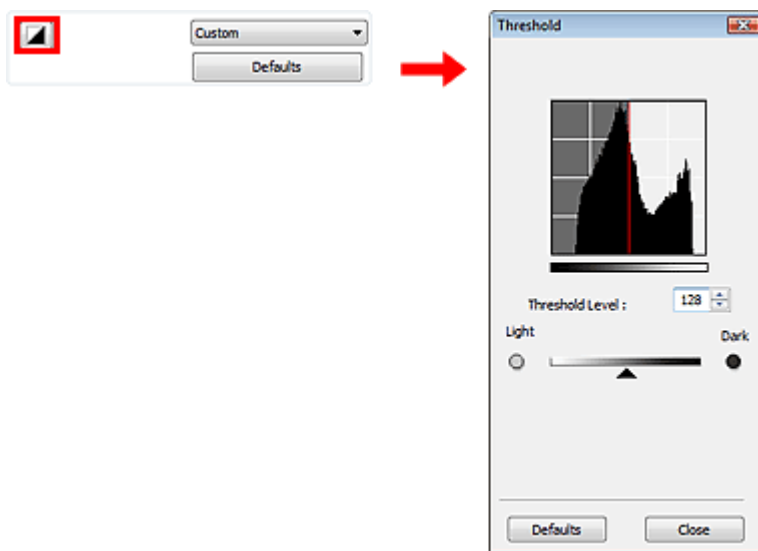 Custom
Defaults
Threshold
Threshold Level : 128
Light Dark
Defaults Close